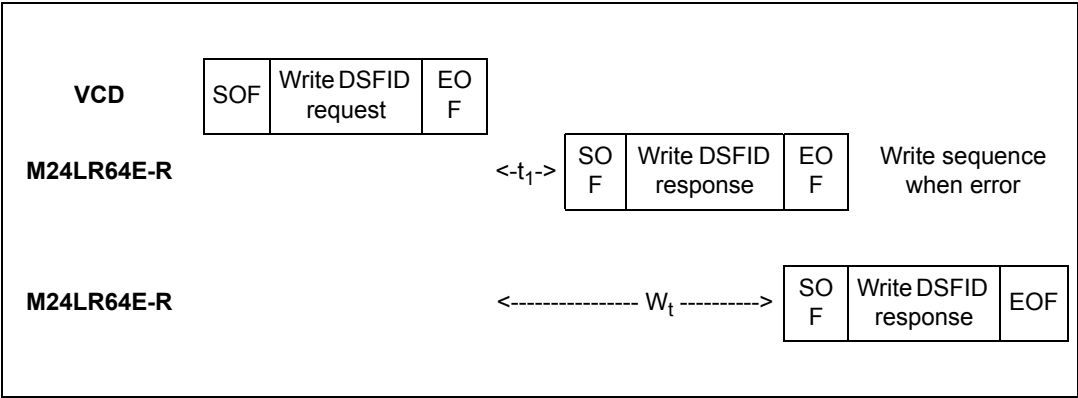 VCD SOF Write DSFID request EO F
M24LR64E-R <-t1-> SO F Write DSFID response EO F Write sequence when error
M24LR64E-R <---------------- Wt ----------> SO F Write DSFID response EOF